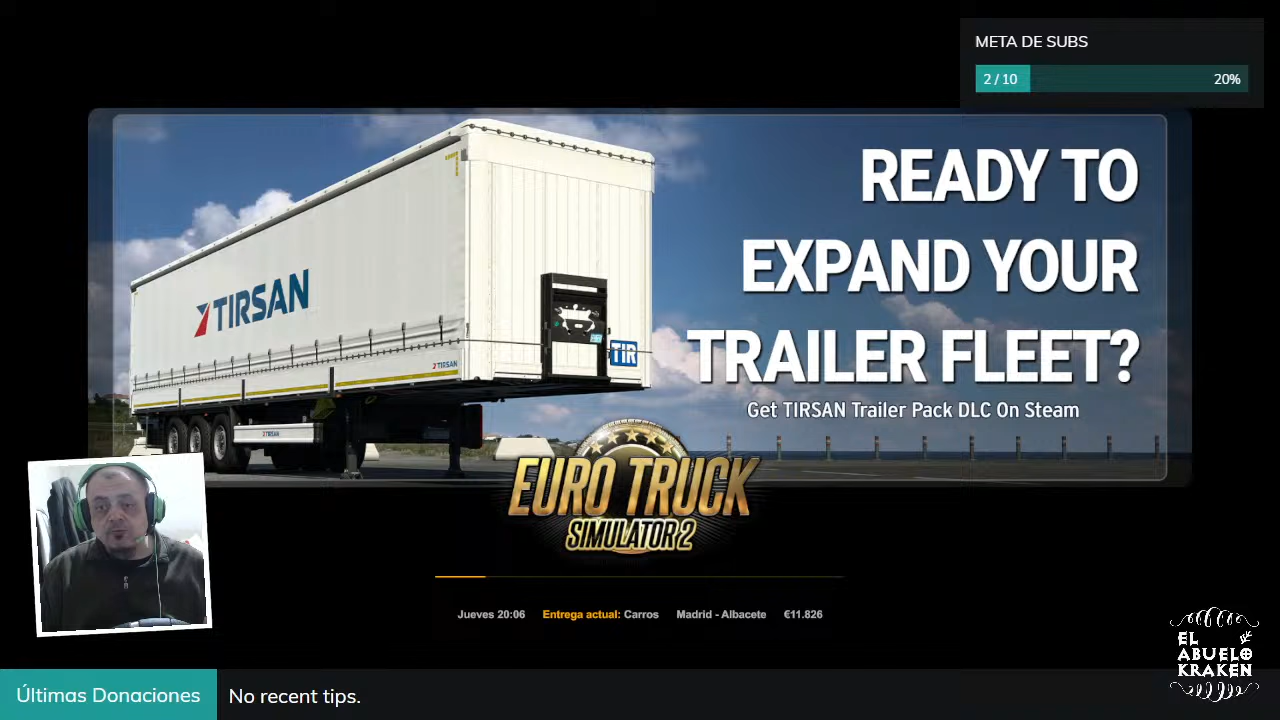 META DE SUBS
2 / 10 20%
READY TO
EXPAND YOUR
TRAILER FLEET?
Get TIRSAN Trailer Pack DLC On Steam
TIRSAN
TIR
TIRSAN
TIRSAN
EURO TRUCK
SIMULATOR 2
Jueves 20:06 Entrega actual: Carros Madrid - Albacete €11.826
EL
ABUELO
KRAKEN
Últimas Donaciones No recent tips.